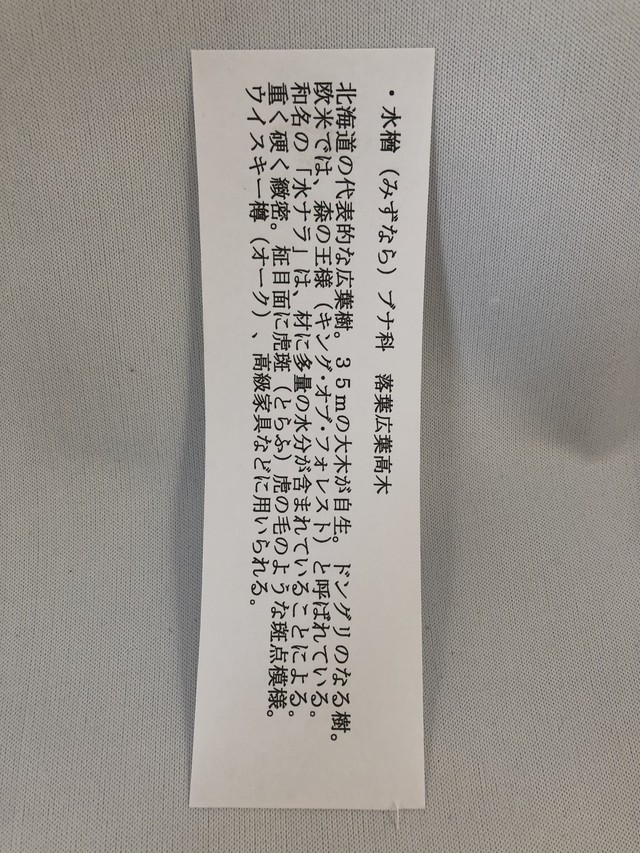 ・水楢（みずなら）ブナ科　落葉広葉高木
北海道の代表的な広葉樹。３５ｍの大木が自生。ドングリのなる樹。
欧米では、森の王様（キング・オブ・フォレスト）と呼ばれている。
和名の「水ナラ」は、材に多量の水分が含まれていることによる。
重く硬く緻密。柾目面に虎斑（とらふ）虎の毛のような斑点模様。
ウイスキー樽（オーク）、高級家具などに用いられる。